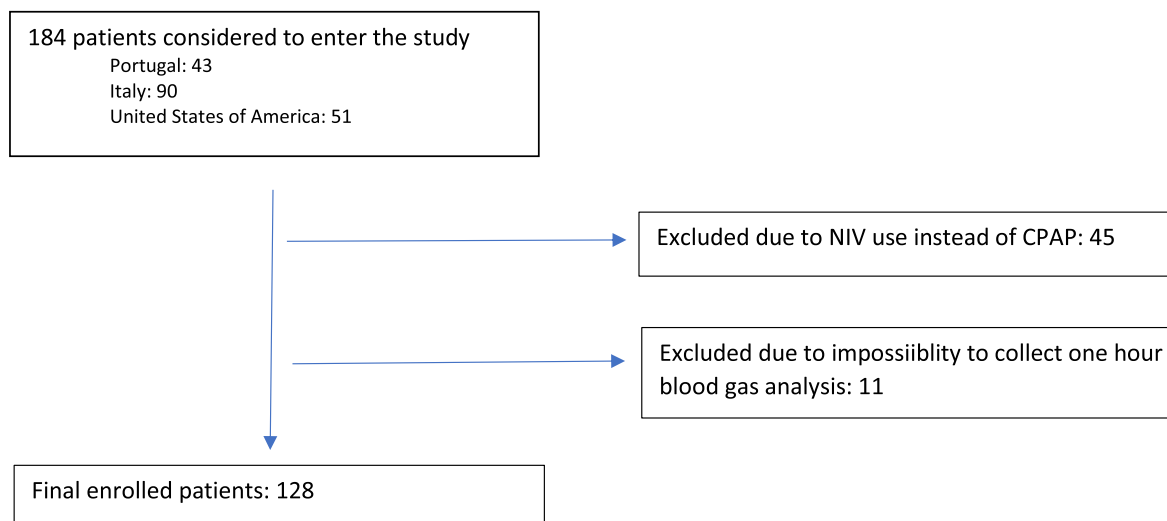 184 patients considered to enter the study
Portugal: 43
Italy: 90
United States of America: 51
Excluded due to NIV use instead of CPAP: 45
Excluded due to impossiiblity to collect one hour
blood gas analysis: 11
Final enrolled patients: 128